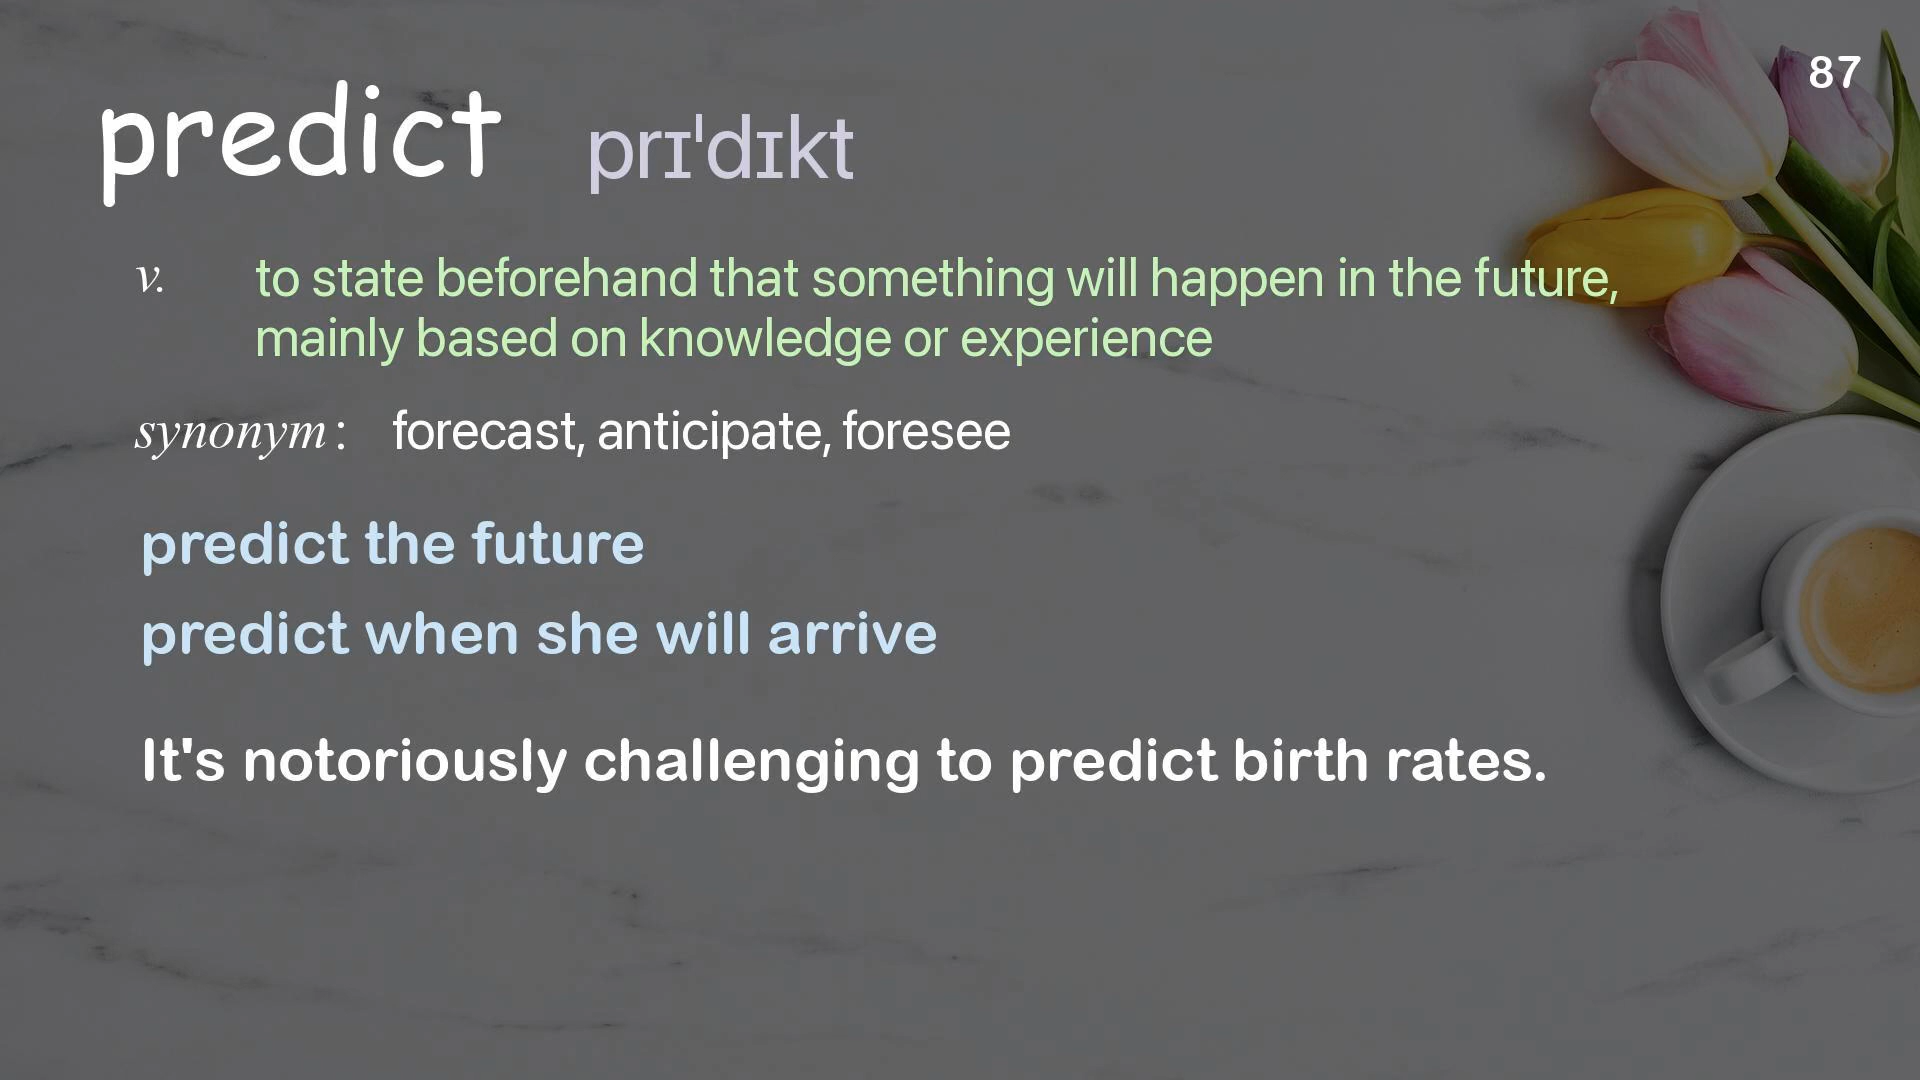 87
predict prɪˈdɪkt
v. to state beforehand that something will happen in the future,
mainly based on knowledge or experience
synonym: forecast, anticipate, foresee
predict the future
predict when she will arrive
It's notoriously challenging to predict birth rates.